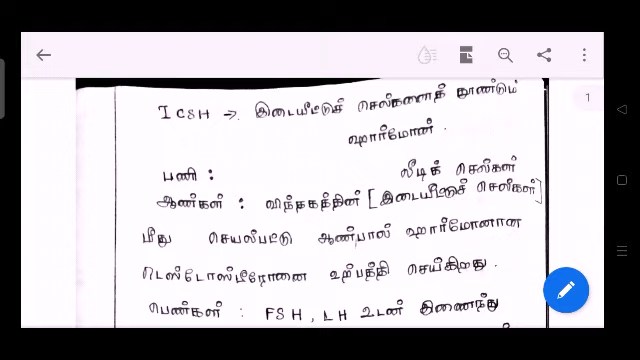 1
ICSH → இடையீட்டுச் செல்களைத் தூண்டும்
ஹார்மோன் .
பணி : லீடிக் செல்கள்
ஆண்கள் : விந்தகத்தின் [இடையீட்டுச் செல்கள்]
மீது செயல்பட்டு ஆண்பால் ஹார்மோனான
டெஸ்டோஸ்டீரோனை உற்பத்தி செய்கிறது .
பெண்கள் : FSH , LH உடன் இணைந்து